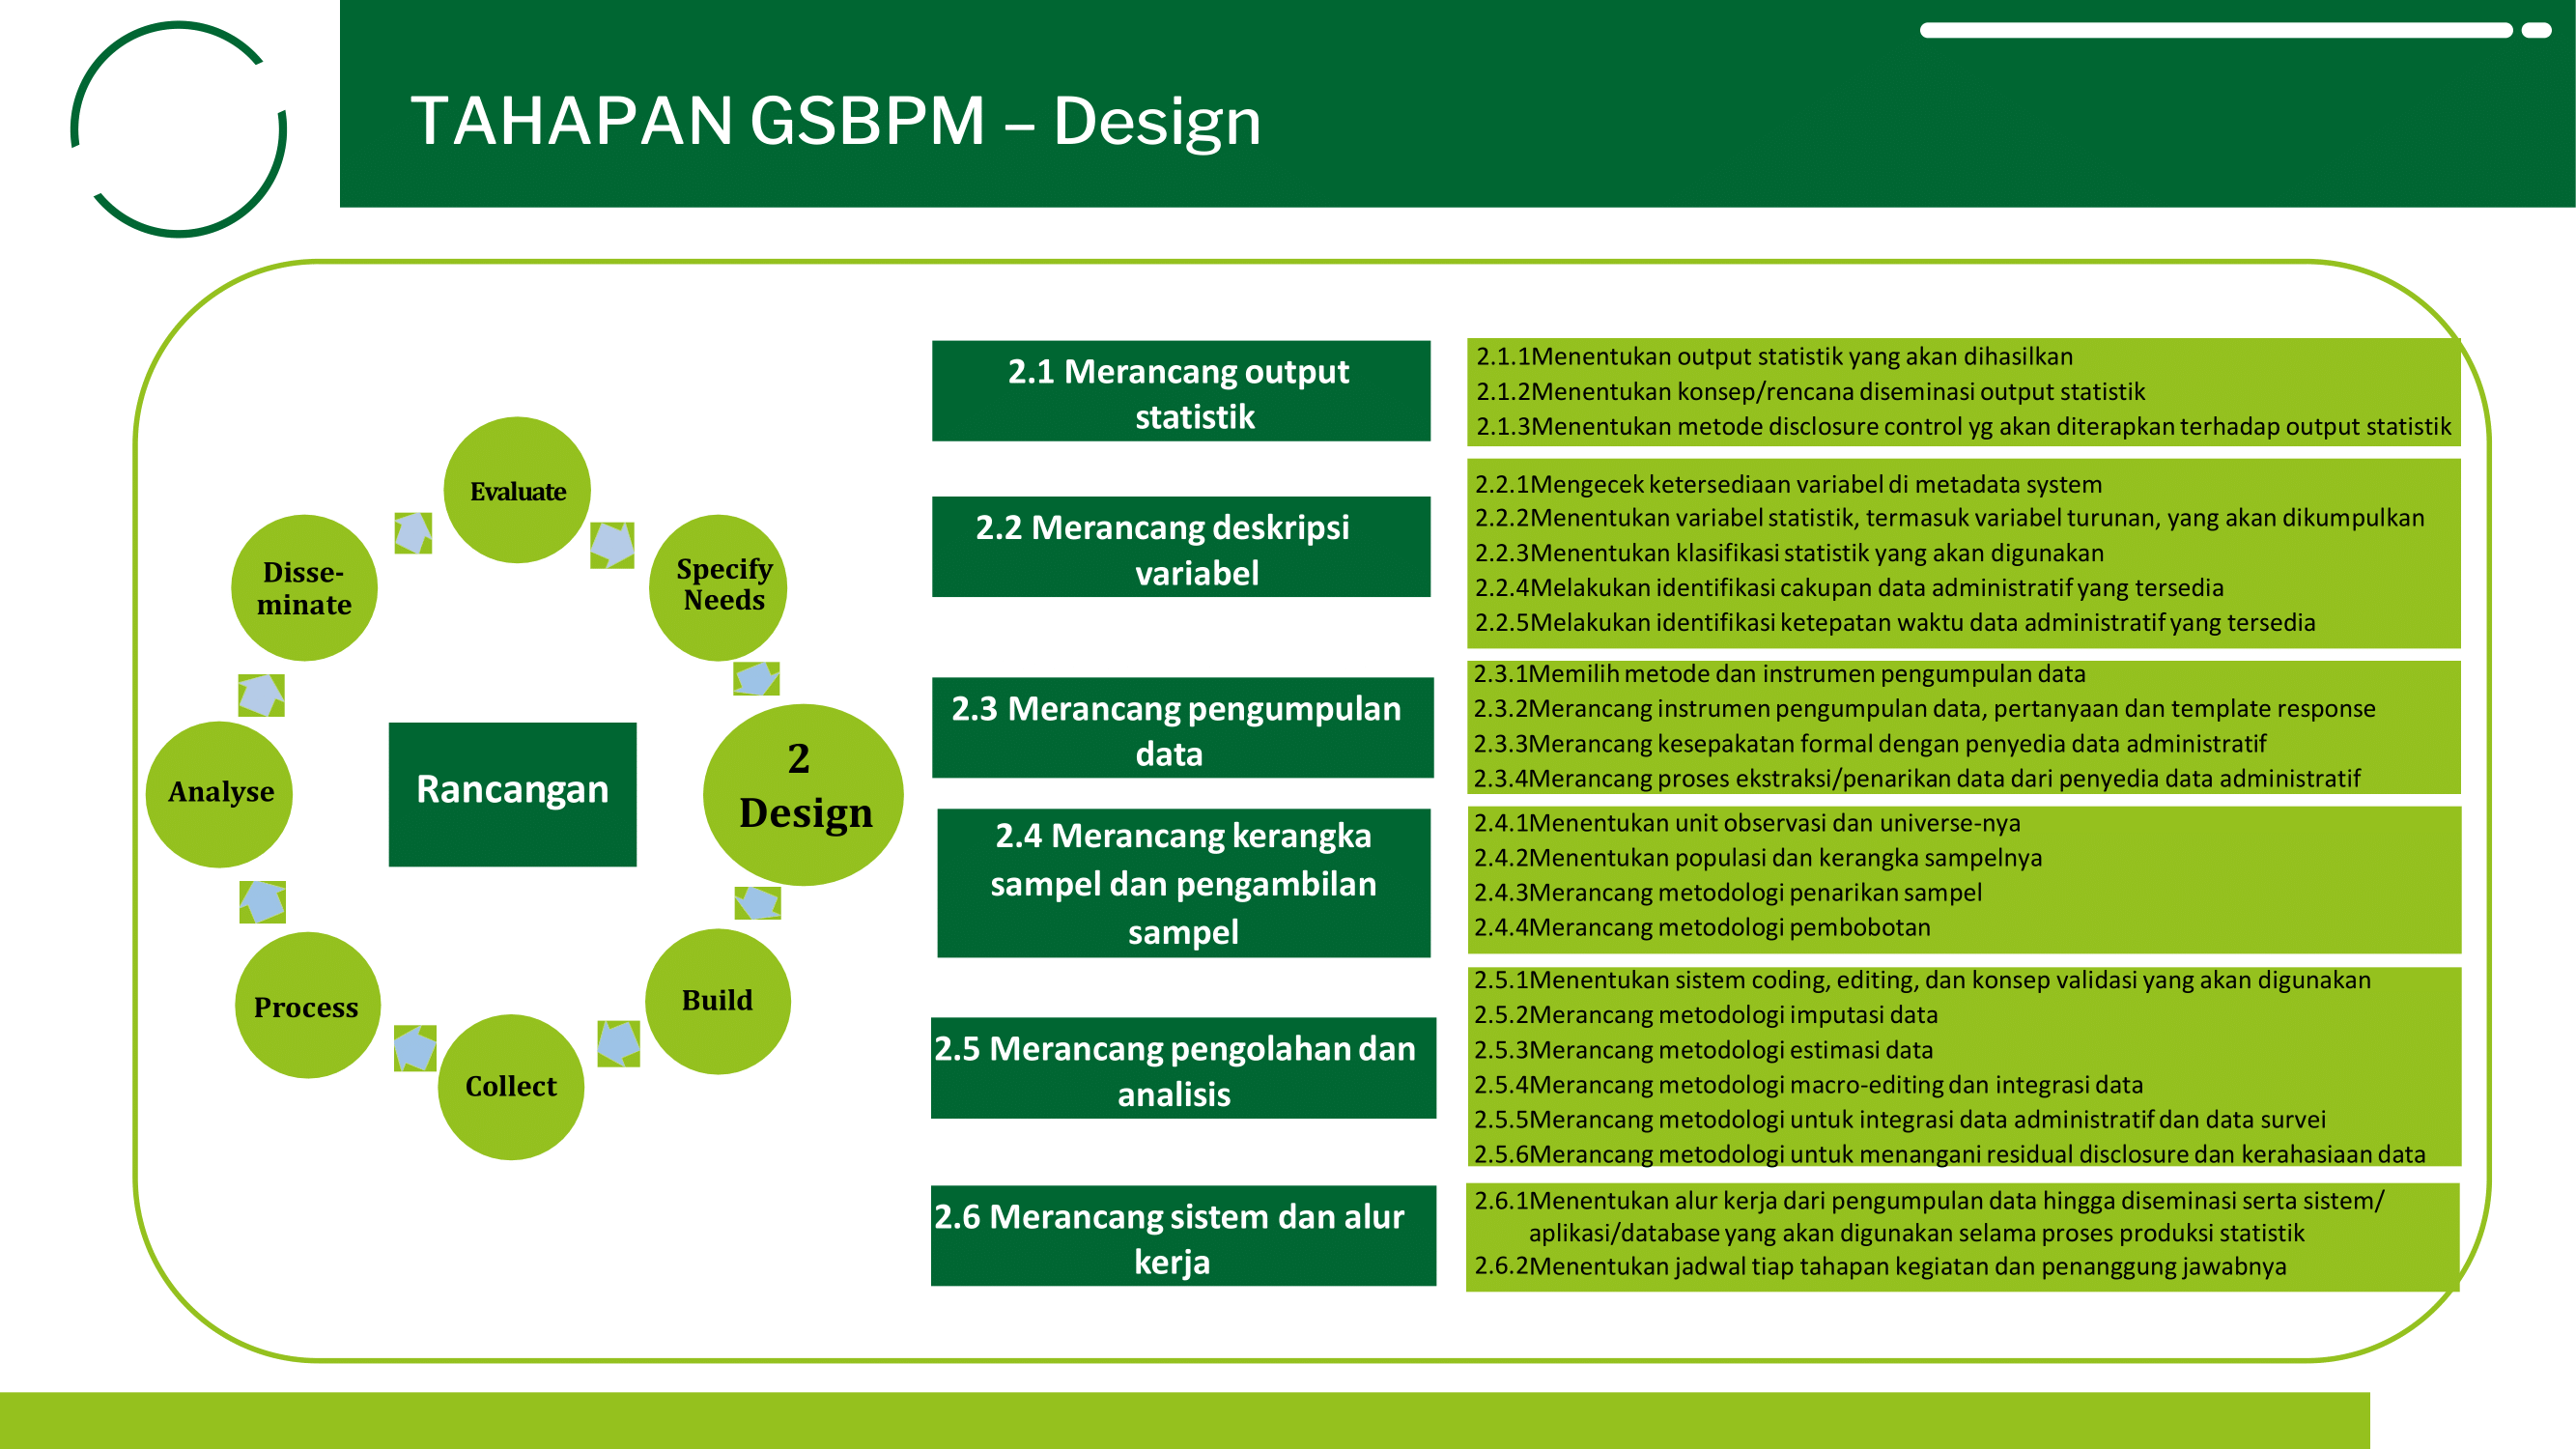 TAHAPAN GSBPM – Design
Evaluate
Specify
Needs
2
Design
Build
Collect
Process
Analyse
Disse-
minate
Rancangan
2.1 Merancang output
statistik
2.1.1Menentukan output statistik yang akan dihasilkan
2.1.2Menentukan konsep/rencana diseminasi output statistik
2.1.3Menentukan metode disclosure control yg akan diterapkan terhadap output statistik
2.2 Merancang deskripsi
variabel
2.2.1Mengecek ketersediaan variabel di metadata system
2.2.2Menentukan variabel statistik, termasuk variabel turunan, yang akan dikumpulkan
2.2.3Menentukan klasifikasi statistik yang akan digunakan
2.2.4Melakukan identifikasi cakupan data administratif yang tersedia
2.2.5Melakukan identifikasi ketepatan waktu data administratif yang tersedia
2.3 Merancang pengumpulan
data
2.3.1Memilih metode dan instrumen pengumpulan data
2.3.2Merancang instrumen pengumpulan data, pertanyaan dan template response
2.3.3Merancang kesepakatan formal dengan penyedia data administratif
2.3.4Merancang proses ekstraksi/penarikan data dari penyedia data administratif
2.4 Merancang kerangka
sampel dan pengambilan
sampel
2.4.1Menentukan unit observasi dan universe-nya
2.4.2Menentukan populasi dan kerangka sampelnya
2.4.3Merancang metodologi penarikan sampel
2.4.4Merancang metodologi pembobotan
2.5 Merancang pengolahan dan
analisis
2.5.1Menentukan sistem coding, editing, dan konsep validasi yang akan digunakan
2.5.2Merancang metodologi imputasi data
2.5.3Merancang metodologi estimasi data
2.5.4Merancang metodologi macro-editing dan integrasi data
2.5.5Merancang metodologi untuk integrasi data administratif dan data survei
2.5.6Merancang metodologi untuk menangani residual disclosure dan kerahasiaan data
2.6 Merancang sistem dan alur
kerja
2.6.1Menentukan alur kerja dari pengumpulan data hingga diseminasi serta sistem/
aplikasi/database yang akan digunakan selama proses produksi statistik
2.6.2Menentukan jadwal tiap tahapan kegiatan dan penanggung jawabnya